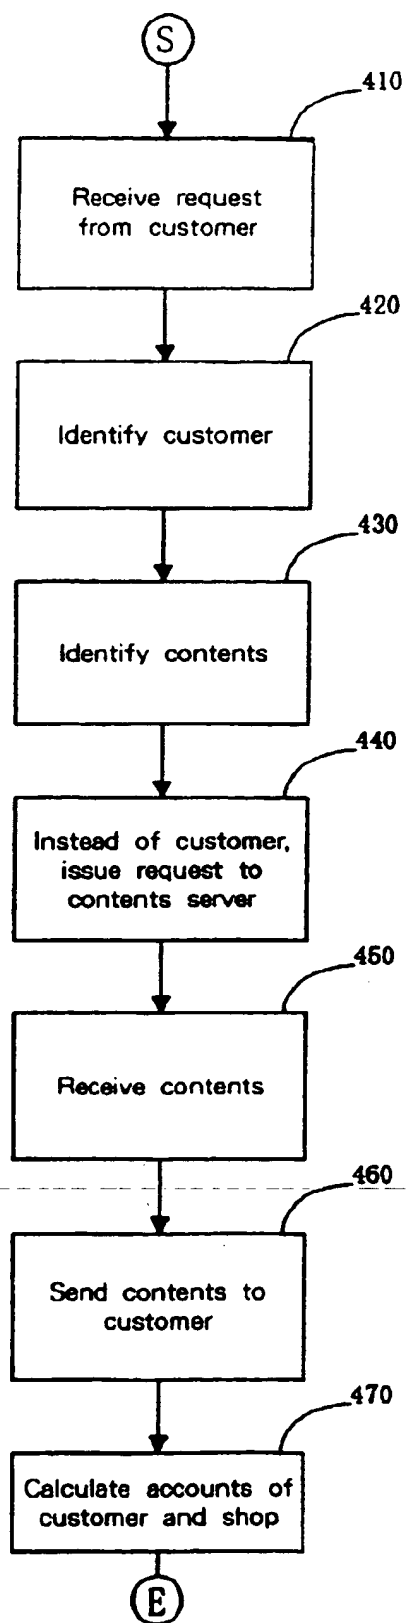 S
410
Receive request
from customer
420
Identify customer
430
Identify contents
440
Instead of customer,
issue request to
contents server
450
Receive contents
460
Send contents to
customer
470
Calculate accounts of
customer and shop
E